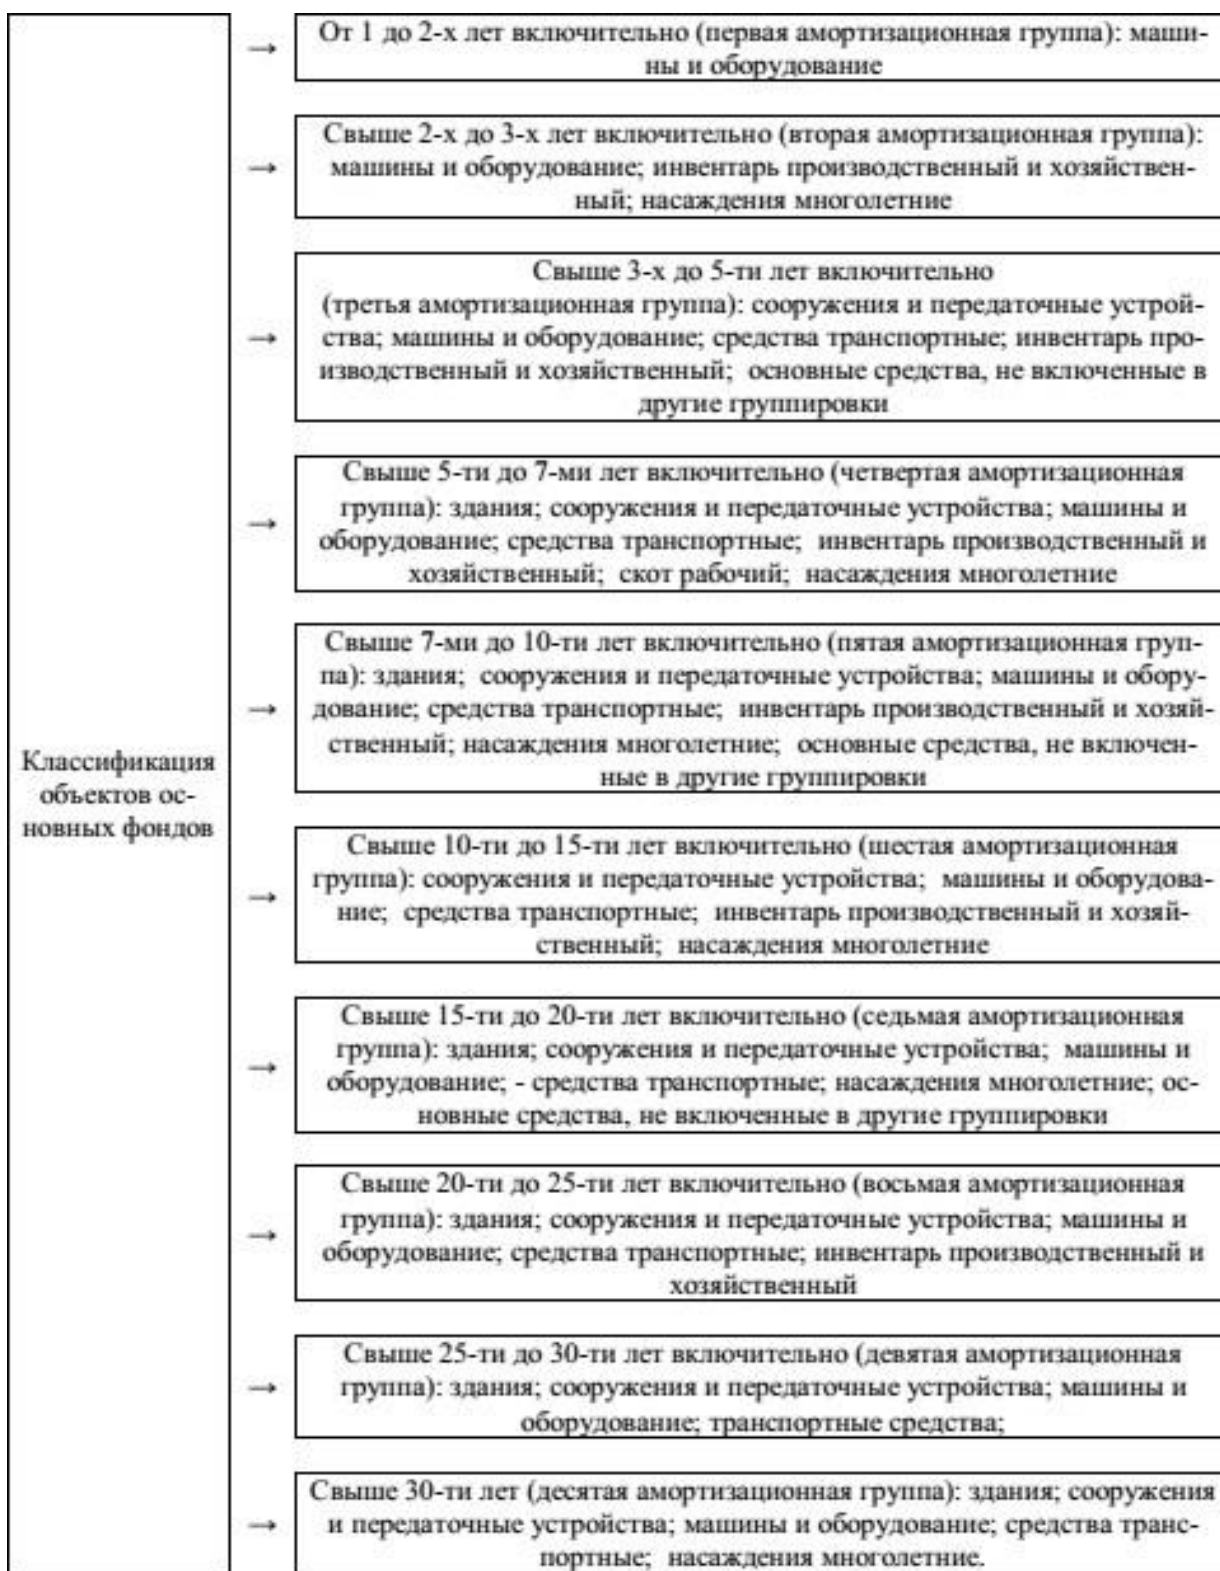 Классификация
объектов ос-
новных фондов
От 1 до 2-х лет включительно (первая амортизационная группа): маши-
ны и оборудование
Свыше 2-х до 3-х лет включительно (вторая амортизационная группа):
машины и оборудование; инвентарь производственный и хозяйствен-
ный; насаждения многолетние
Свыше 3-х до 5-ти лет включительно
(третья амортизационная группа): сооружения и передаточные устрой-
ства; машины и оборудование; средства транспортные; инвентарь про-
изводственный и хозяйственный; основные средства, не включенные в
другие группировки
Свыше 5-ти до 7-ми лет включительно (четвертая амортизационная
группа): здания; сооружения и передаточные устройства; машины и
оборудование; средства транспортные; инвентарь производственный и
хозяйственный; скот рабочий; насаждения многолетние
Свыше 7-ми до 10-ти лет включительно (пятая амортизационная груп-
па): здания; сооружения и передаточные устройства; машины и обору-
дование; средства транспортные; инвентарь производственный и хозяй-
ственный; насаждения многолетние; основные средства, не включен-
ные в другие группировки
Свыше 10-ти до 15-ти лет включительно (шестая амортизационная
группа): сооружения и передаточные устройства; машины и оборудова-
ние; средства транспортные; инвентарь производственный и хозяй-
ственный; насаждения многолетние
Свыше 15-ти до 20-ти лет включительно (седьмая амортизационная
группа): здания; сооружения и передаточные устройства; машины и
оборудование; - средства транспортные; насаждения многолетние; ос-
новные средства, не включенные в другие группировки
Свыше 20-ти до 25-ти лет включительно (восьмая амортизационная
группа): здания; сооружения и передаточные устройства; машины и
оборудование; средства транспортные; инвентарь производственный и
хозяйственный
Свыше 25-ти до 30-ти лет включительно (девятая амортизационная
группа): здания; сооружения и передаточные устройства; машины и
оборудование; транспортные средства;
Свыше 30-ти лет (десятая амортизационная группа): здания; сооружения
и передаточные устройства; машины и оборудование; средства транс-
портные; насаждения многолетние.